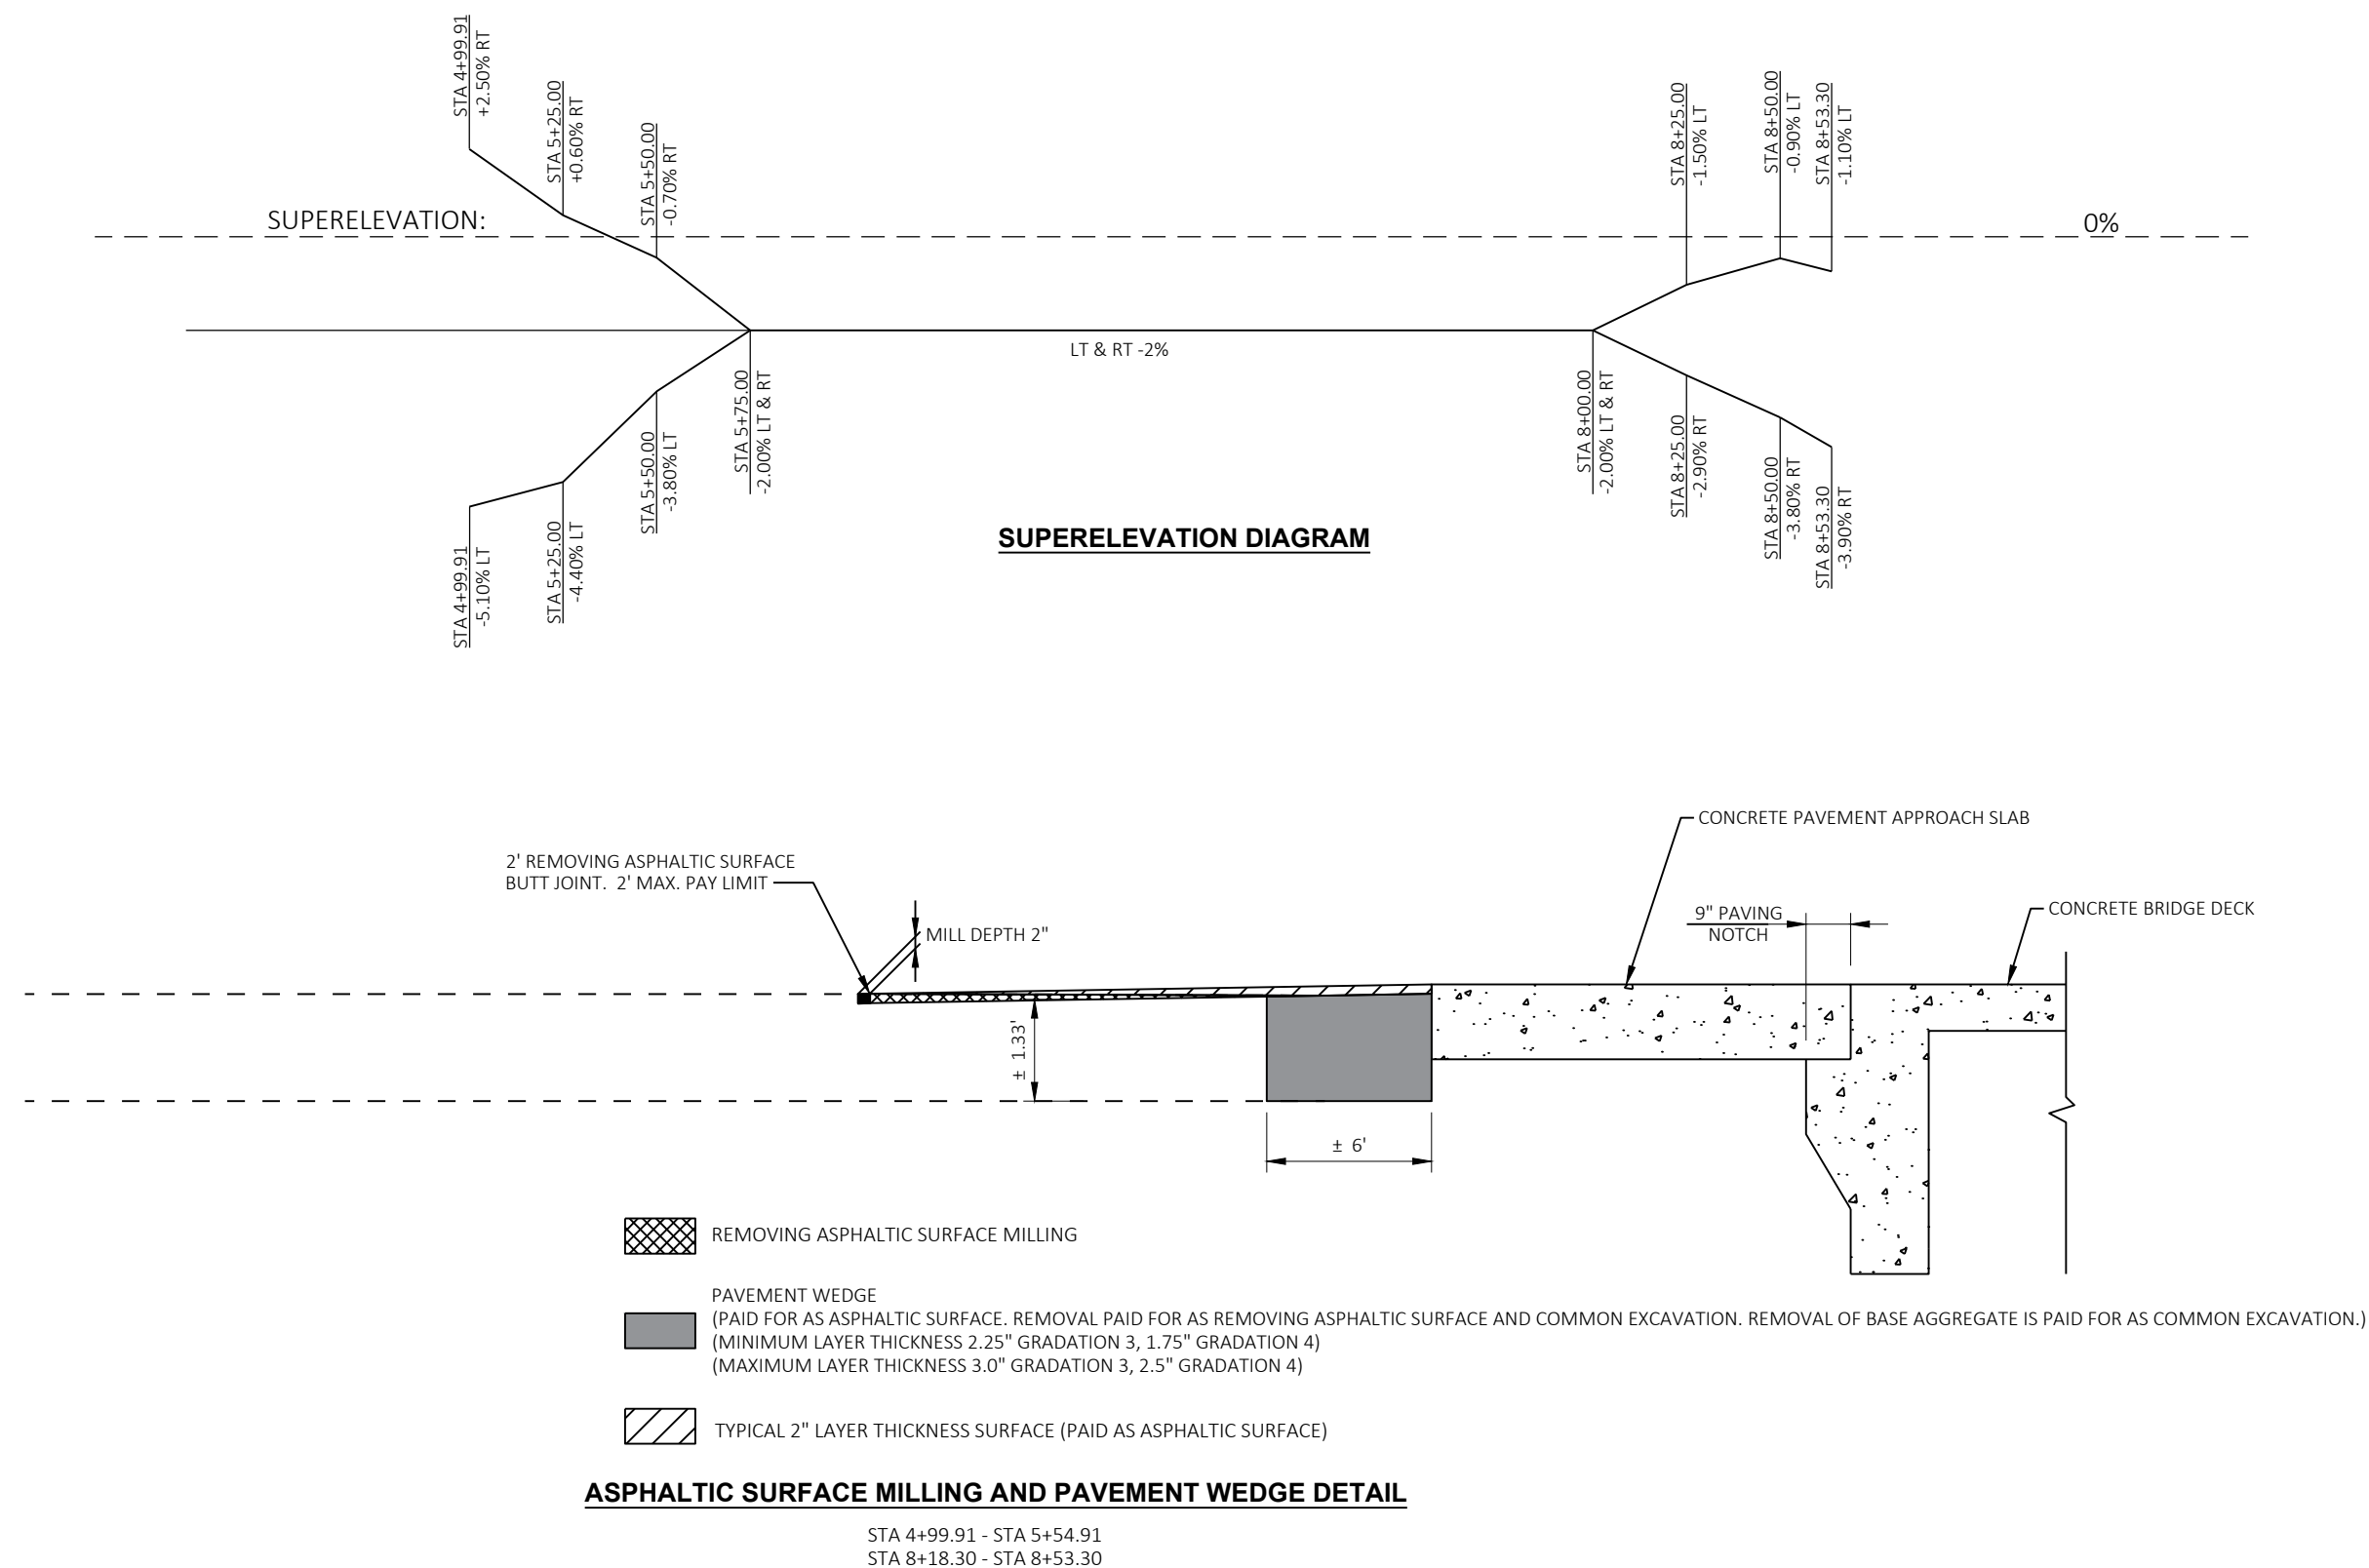 STA 4+99.91
+2.50% RT
STA 5+25.00
+0.60% RT
STA 5+50.00
-0.70% RT
STA 8+25.00
-1.50% LT
STA 8+50.00
-0.90% LT
STA 8+53.30
-1.10% LT
SUPERELEVATION:
0%
LT & RT -2%
STA 4+99.91
-5.10% LT
STA 5+25.00
-4.40% LT
STA 5+50.00
-3.80% LT
STA 5+75.00
-2.00% LT & RT
STA 8+00.00
-2.00% LT & RT
STA 8+25.00
-2.90% RT
STA 8+50.00
-3.80% RT
STA 8+53.30
-3.90% RT
SUPERELEVATION DIAGRAM
CONCRETE PAVEMENT APPROACH SLAB
2' REMOVING ASPHALTIC SURFACE
BUTT JOINT. 2' MAX. PAY LIMIT
MILL DEPTH 2"
9" PAVING
NOTCH
CONCRETE BRIDGE DECK
± 1.33'
± 6'
REMOVING ASPHALTIC SURFACE MILLING
PAVEMENT WEDGE
(PAID FOR AS ASPHALTIC SURFACE. REMOVAL PAID FOR AS REMOVING ASPHALTIC SURFACE AND COMMON EXCAVATION. REMOVAL OF BASE AGGREGATE IS PAID FOR AS COMMON EXCAVATION.)
(MINIMUM LAYER THICKNESS 2.25" GRADATION 3, 1.75" GRADATION 4)
(MAXIMUM LAYER THICKNESS 3.0" GRADATION 3, 2.5" GRADATION 4)
TYPICAL 2" LAYER THICKNESS SURFACE (PAID AS ASPHALTIC SURFACE)
ASPHALTIC SURFACE MILLING AND PAVEMENT WEDGE DETAIL
STA 4+99.91 - STA 5+54.91
STA 8+18.30 - STA 8+53.30